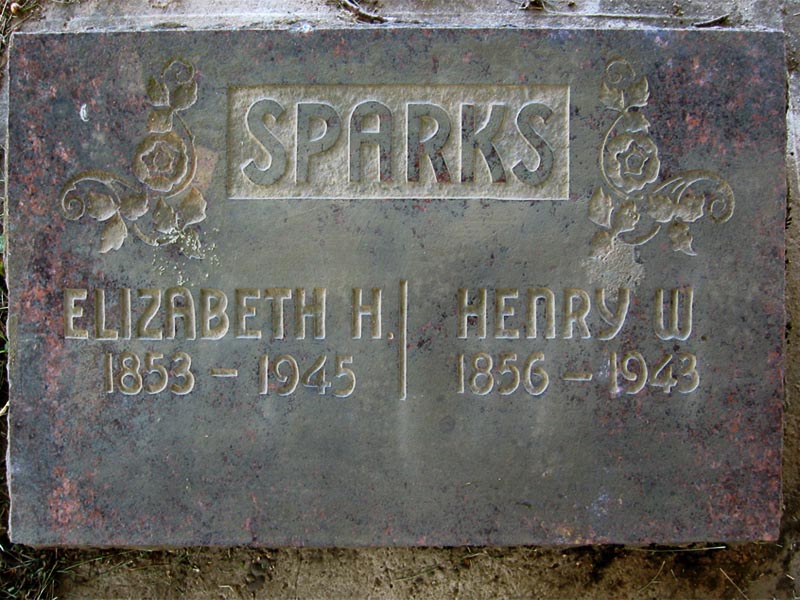 SPARKS
ELIZABETH H. HENRY W
1853 – 1945 1856 – 1943